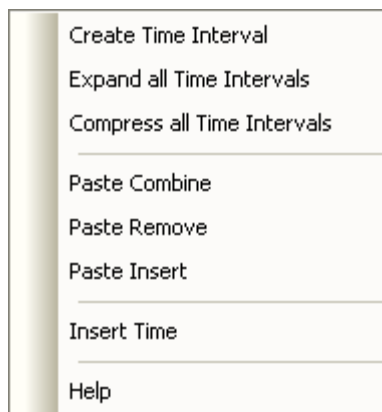 Create Time Interval
Expand all Time Intervals
Compress all Time Intervals
Paste Combine
Paste Remove
Paste Insert
Insert Time
Help